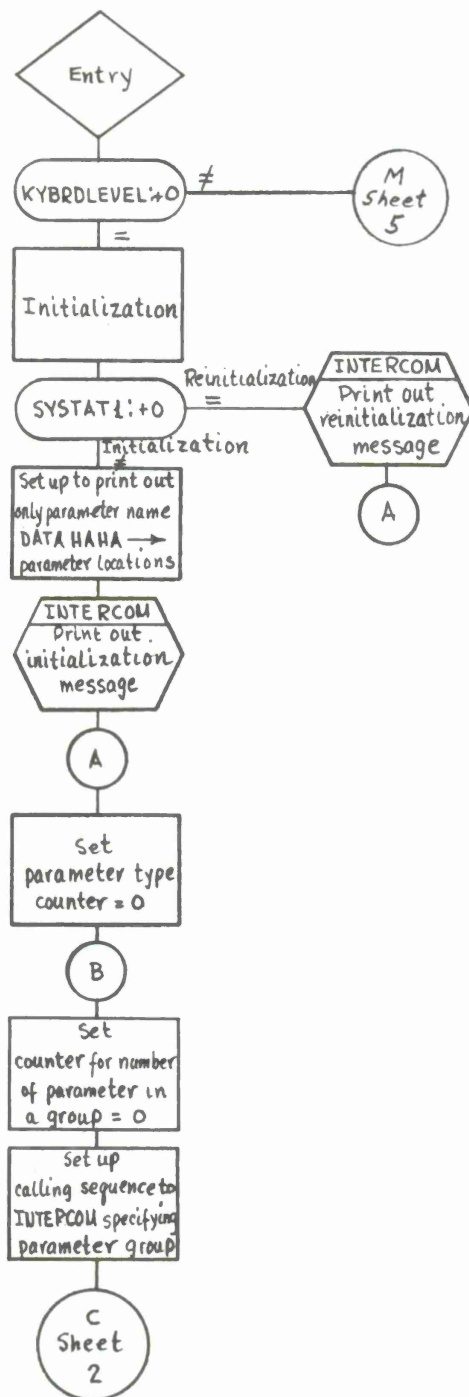 Entry
KYBRDLEVEL:+0
≠
M
Sheet
5
=
Initialization
SYSTAT1:+0
Reinitialization
=
INTERCOM
Print out
reinitialization
message
A
Initialization
≠
Set up to print out
only parameter name
DATA HAHA →
parameter locations
INTERCOM
Print out
initialization
message
A
Set
parameter type
counter = 0
B
Set
counter for number
of parameter in
a group = 0
Set up
calling sequence to
INTERCOM specifying
parameter group
C
Sheet
2